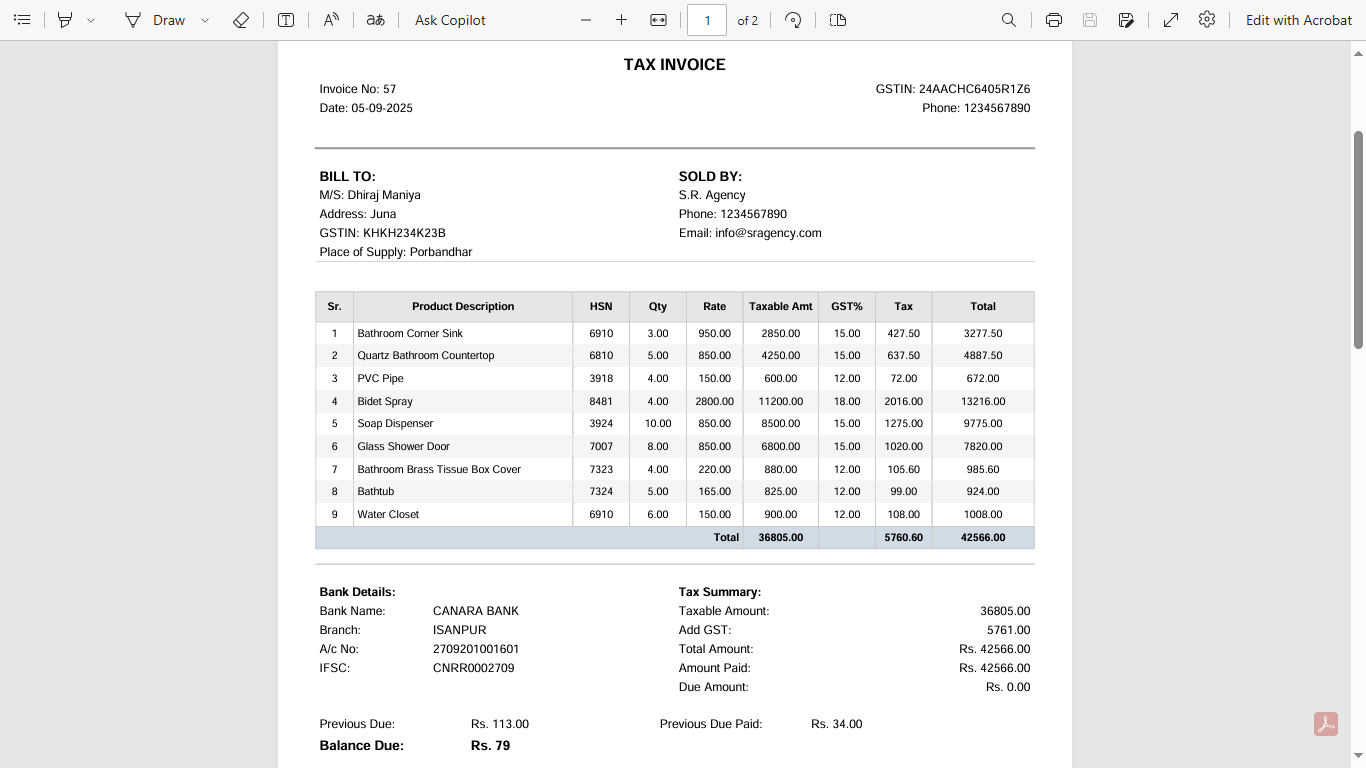 Draw Ask Copilot 1 of 2 Edit with Acrobat
TAX INVOICE
Invoice No: 57 GSTIN: 24AACHC6405R1Z6
Date: 05-09-2025 Phone: 1234567890
BILL TO: SOLD BY:
M/S: Dhiraj Maniya S.R. Agency
Address: Juna Phone: 1234567890
GSTIN: KHKH234K23B Email: info@sragency.com
Place of Supply: Porbandhar
Sr. Product Description HSN Qty Rate Taxable Amt GST% Tax Total
1 Bathroom Corner Sink 6910 3.00 950.00 2850.00 15.00 427.50 3277.50
2 Quartz Bathroom Countertop 6810 5.00 850.00 4250.00 15.00 637.50 4887.50
3 PVC Pipe 3918 4.00 150.00 600.00 12.00 72.00 672.00
4 Bidet Spray 8481 4.00 2800.00 11200.00 18.00 2016.00 13216.00
5 Soap Dispenser 3924 10.00 850.00 8500.00 15.00 1275.00 9775.00
6 Glass Shower Door 7007 8.00 850.00 6800.00 15.00 1020.00 7820.00
7 Bathroom Brass Tissue Box Cover 7323 4.00 220.00 880.00 12.00 105.60 985.60
8 Bathtub 7324 5.00 165.00 825.00 12.00 99.00 924.00
9 Water Closet 6910 6.00 150.00 900.00 12.00 108.00 1008.00
Total 36805.00 5760.60 42566.00
Bank Details: Tax Summary:
Bank Name: CANARA BANK Taxable Amount: 36805.00
Branch: ISANPUR Add GST: 5761.00
A/c No: 2709201001601 Total Amount: Rs. 42566.00
IFSC: CNRR0002709 Amount Paid: Rs. 42566.00
Due Amount: Rs. 0.00
Previous Due: Rs. 113.00 Previous Due Paid: Rs. 34.00
Balance Due: Rs. 79